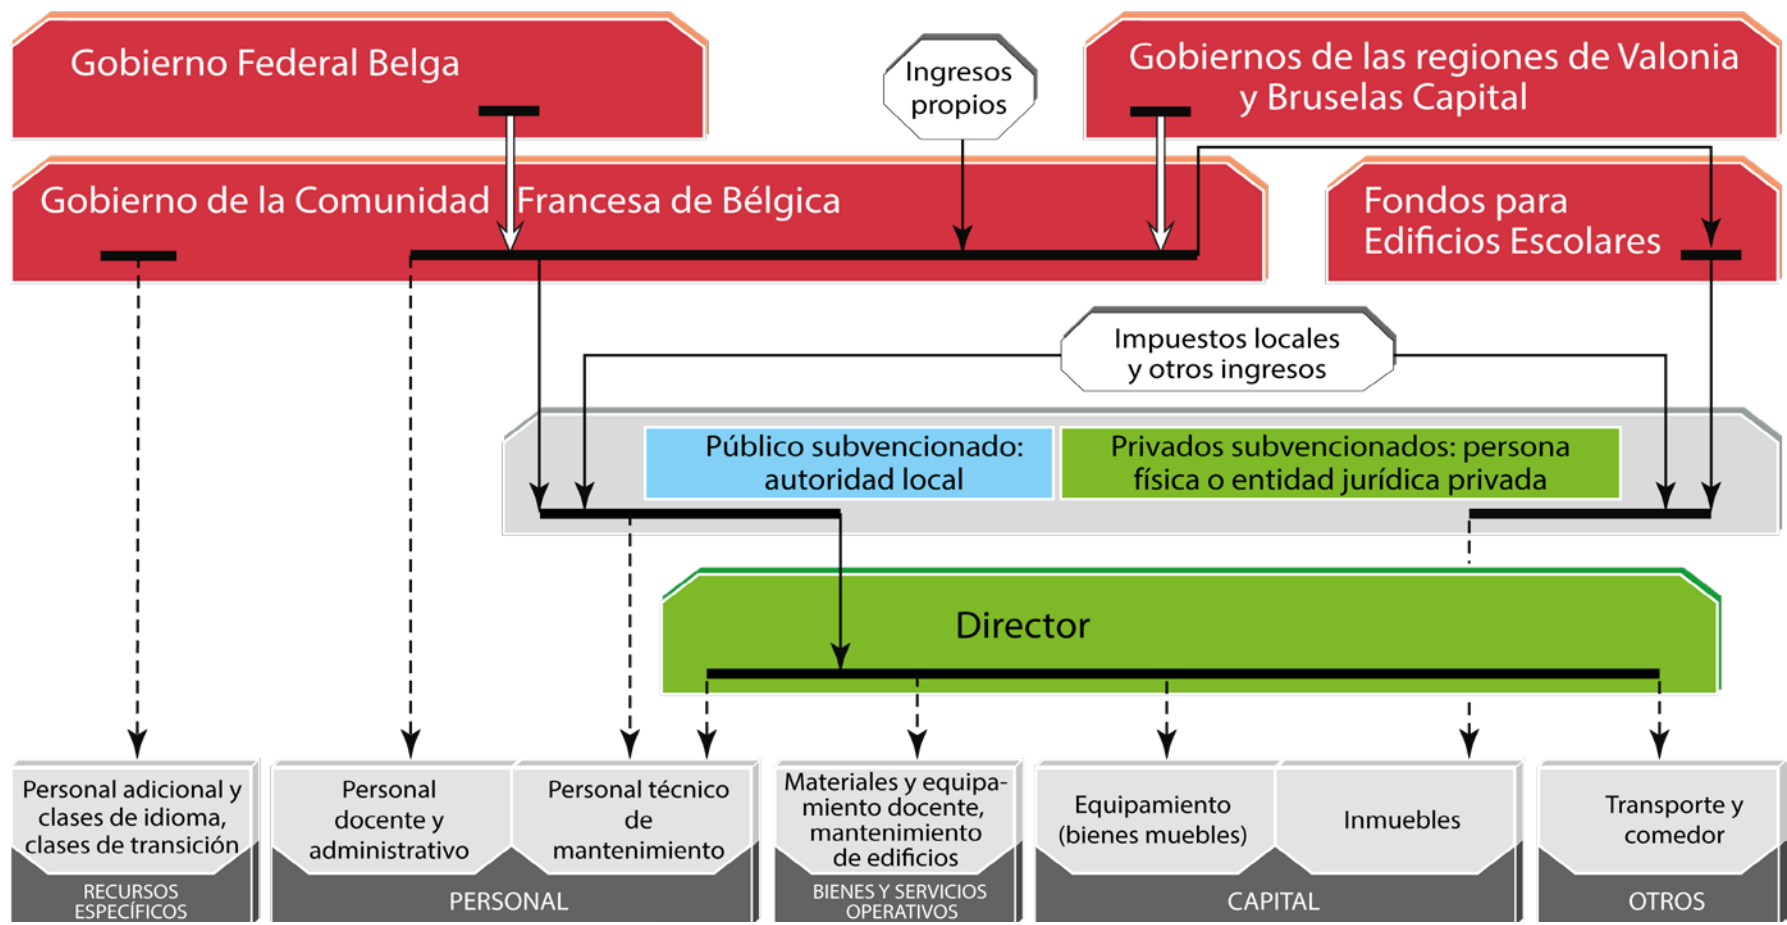 Gobierno Federal Belga
Ingresos
propios
Gobiernos de las regiones de Valonia
y Bruselas Capital
Gobierno de la Comunidad Francesa de Bélgica
Fondos para
Edificios Escolares
Impuestos locales
y otros ingresos
Público subvencionado:
autoridad local
Privados subvencionados: persona
física o entidad jurídica privada
Director
Personal adicional y
clases de idioma,
clases de transición
Personal
docente y
administrativo
Personal técnico
de
mantenimiento
Materiales y equipa-
miento docente,
mantenimiento
de edificios
Equipamiento
(bienes muebles)
Inmuebles
Transporte y
comedor
RECURSOS
ESPECÍFICOS
PERSONAL
BIENES Y SERVICIOS
OPERATIVOS
CAPITAL
OTROS